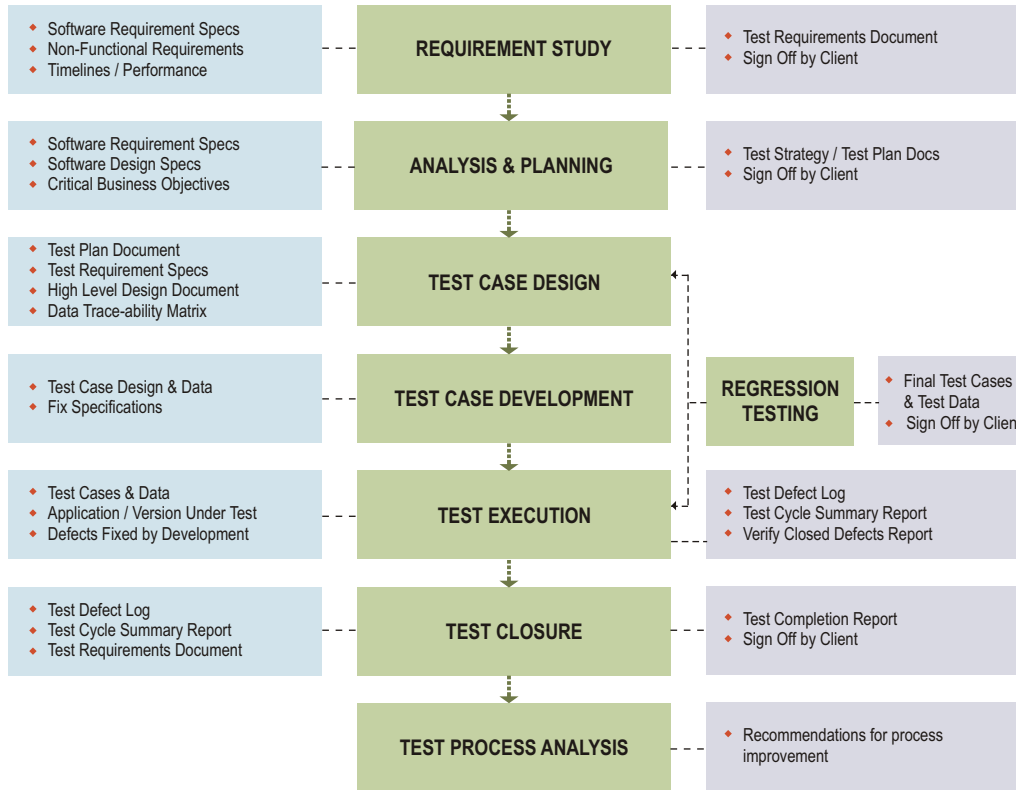 Software Requirement Specs
Non-Functional Requirements
Timelines / Performance
REQUIREMENT STUDY
Test Requirements Document
Sign Off by Client
Software Requirement Specs
Software Design Specs
Critical Business Objectives
ANALYSIS & PLANNING
Test Strategy / Test Plan Docs
Sign Off by Client
Test Plan Document
Test Requirement Specs
High Level Design Document
Data Trace-ability Matrix
TEST CASE DESIGN
Test Case Design & Data
Fix Specifications
TEST CASE DEVELOPMENT
REGRESSION
TESTING
Final Test Cases
& Test Data
Sign Off by Client
Test Cases & Data
Application / Version Under Test
Defects Fixed by Development
TEST EXECUTION
Test Defect Log
Test Cycle Summary Report
Verify Closed Defects Report
Test Defect Log
Test Cycle Summary Report
Test Requirements Document
TEST CLOSURE
Test Completion Report
Sign Off by Client
TEST PROCESS ANALYSIS
Recommendations for process
improvement